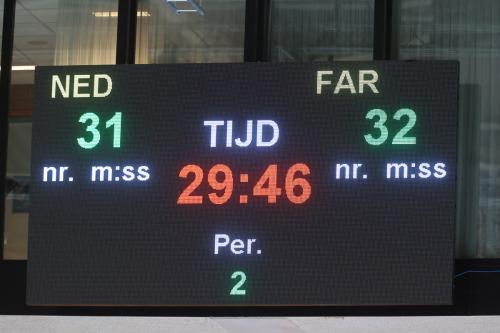 NED FAR
31 TIJD 32
nr. m:ss 29:46 nr. m:ss
Per.
2